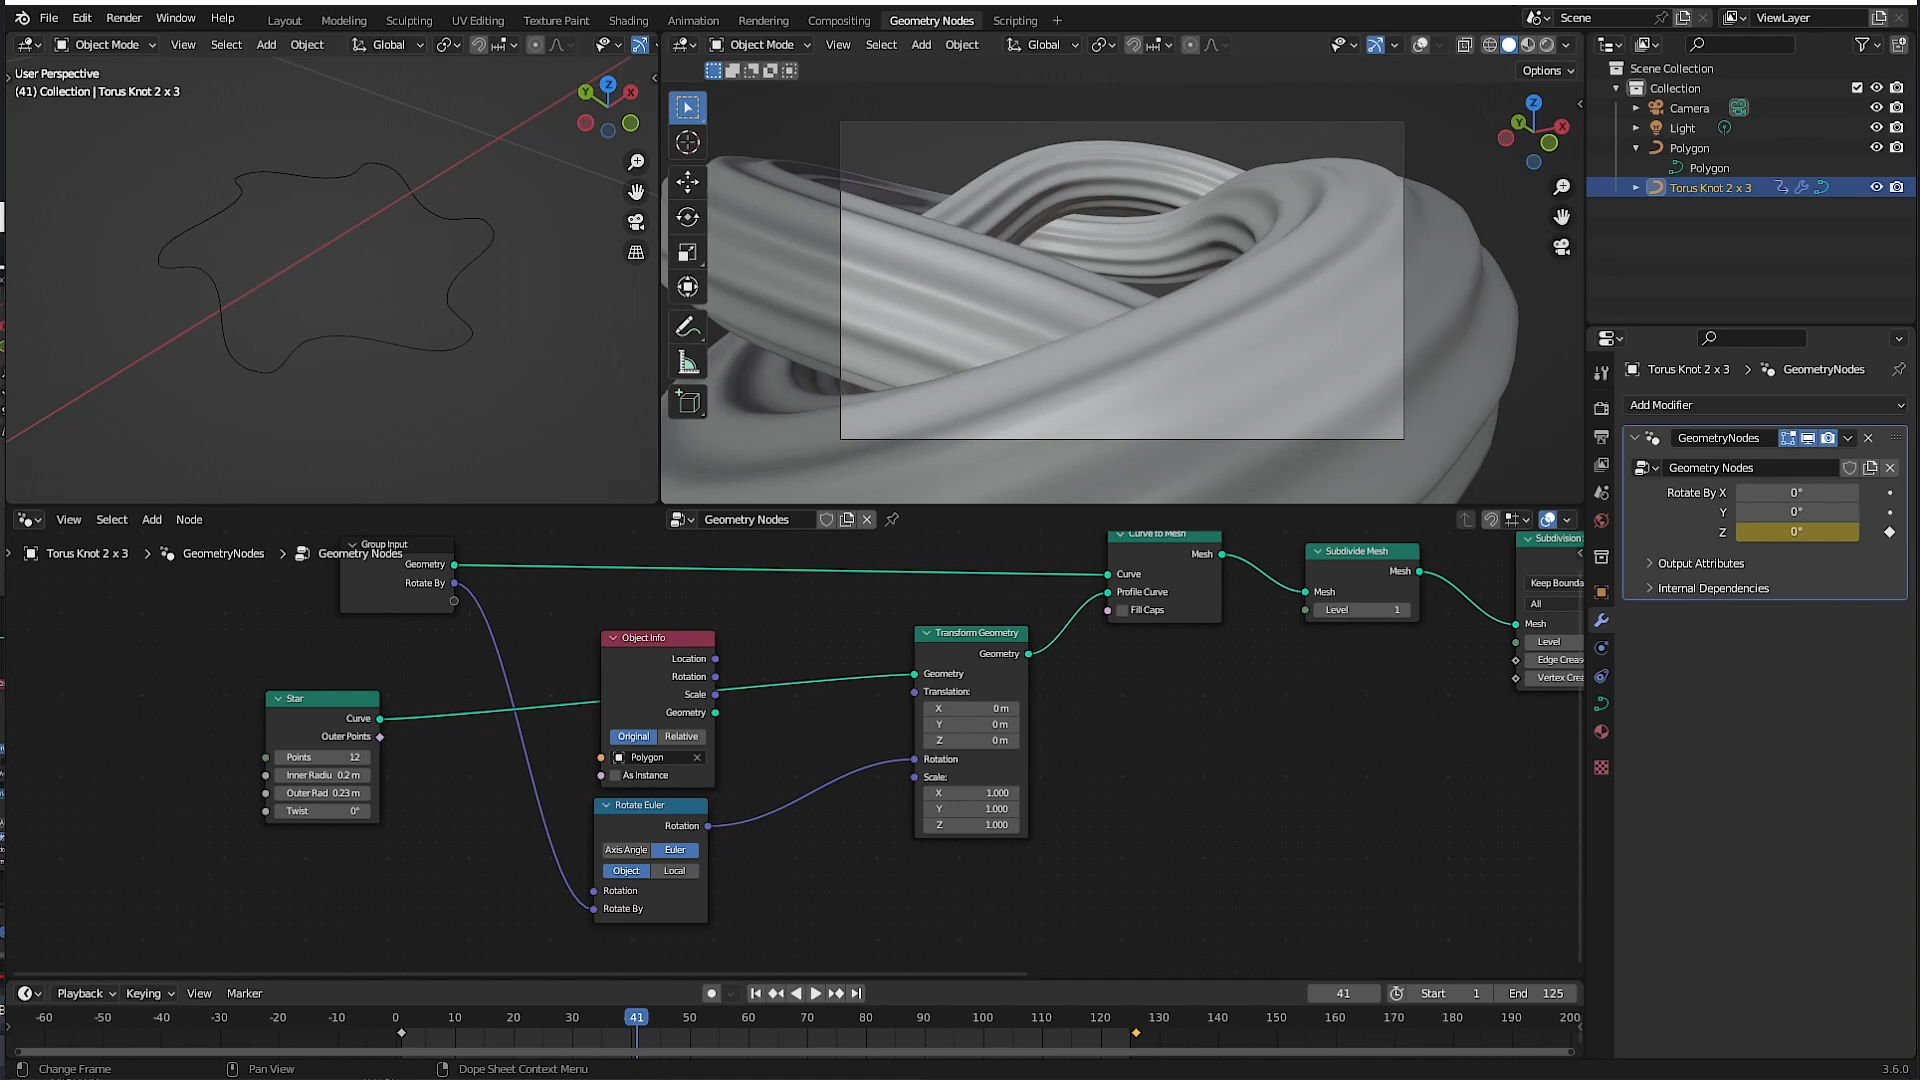 File Edit Render Window Help Layout Modeling Sculpting UV Editing Texture Paint Shading Animation Rendering Compositing Geometry Nodes Scripting + Scene ViewLayer
Object Mode View Select Add Object Global
Object Mode View Select Add Object Global
Options
User Perspective
(41) Collection | Torus Knot 2 x 3
Z
Y
X
Z
Y
X
Scene Collection
Collection
Camera
Light
Polygon
Polygon
Torus Knot 2 x 3
Torus Knot 2 x 3 > GeometryNodes
Add Modifier
GeometryNodes
Geometry Nodes
Rotate By X 0°
Y 0°
Z 0°
Output Attributes
Internal Dependencies
View Select Add Node Geometry Nodes
Torus Knot 2 x 3 > GeometryNodes > Geometry Nodes
Group Input
Geometry
Rotate By
Star
Curve
Outer Points
Points 12
Inner Radiu 0.2 m
Outer Rad 0.23 m
Twist 0°
Object Info
Location
Rotation
Scale
Geometry
Original Relative
Polygon
As Instance
Rotate Euler
Rotation
Axis Angle Euler
Object Local
Rotation
Rotate By
Transform Geometry
Geometry
Geometry
Translation:
X 0 m
Y 0 m
Z 0 m
Rotation
Scale:
X 1.000
Y 1.000
Z 1.000
Curve to Mesh
Mesh
Curve
Profile Curve
Fill Caps
Subdivide Mesh
Mesh
Mesh
Level 1
Subdivision
Keep Bounda
All
Mesh
Level
Edge Creas
Vertex Crea
Playback Keying View Marker 41 Start 1 End 125
-60 -50 -40 -30 -20 -10 0 10 20 30 41 50 60 70 80 90 100 110 120 130 140 150 160 170 180 190 200
Change Frame Pan View Dope Sheet Context Menu 3.6.0